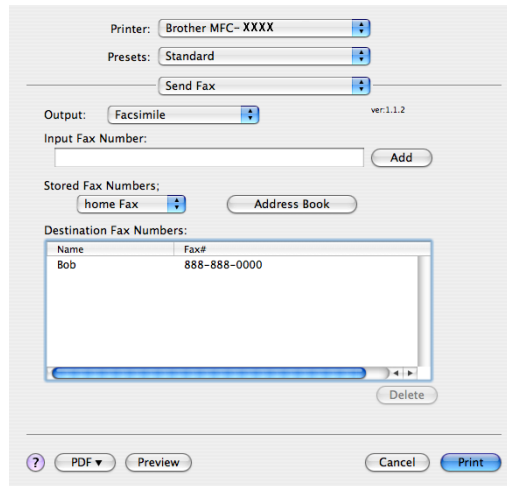 Printer: Brother MFC-XXXX
Presets: Standard
Send Fax
Output: Facsimile ver:1.1.2
Input Fax Number:
Add
Stored Fax Numbers;
home Fax Address Book
Destination Fax Numbers:
Name Fax#
Bob 888-888-0000
Delete
? PDF▼ Preview Cancel Print